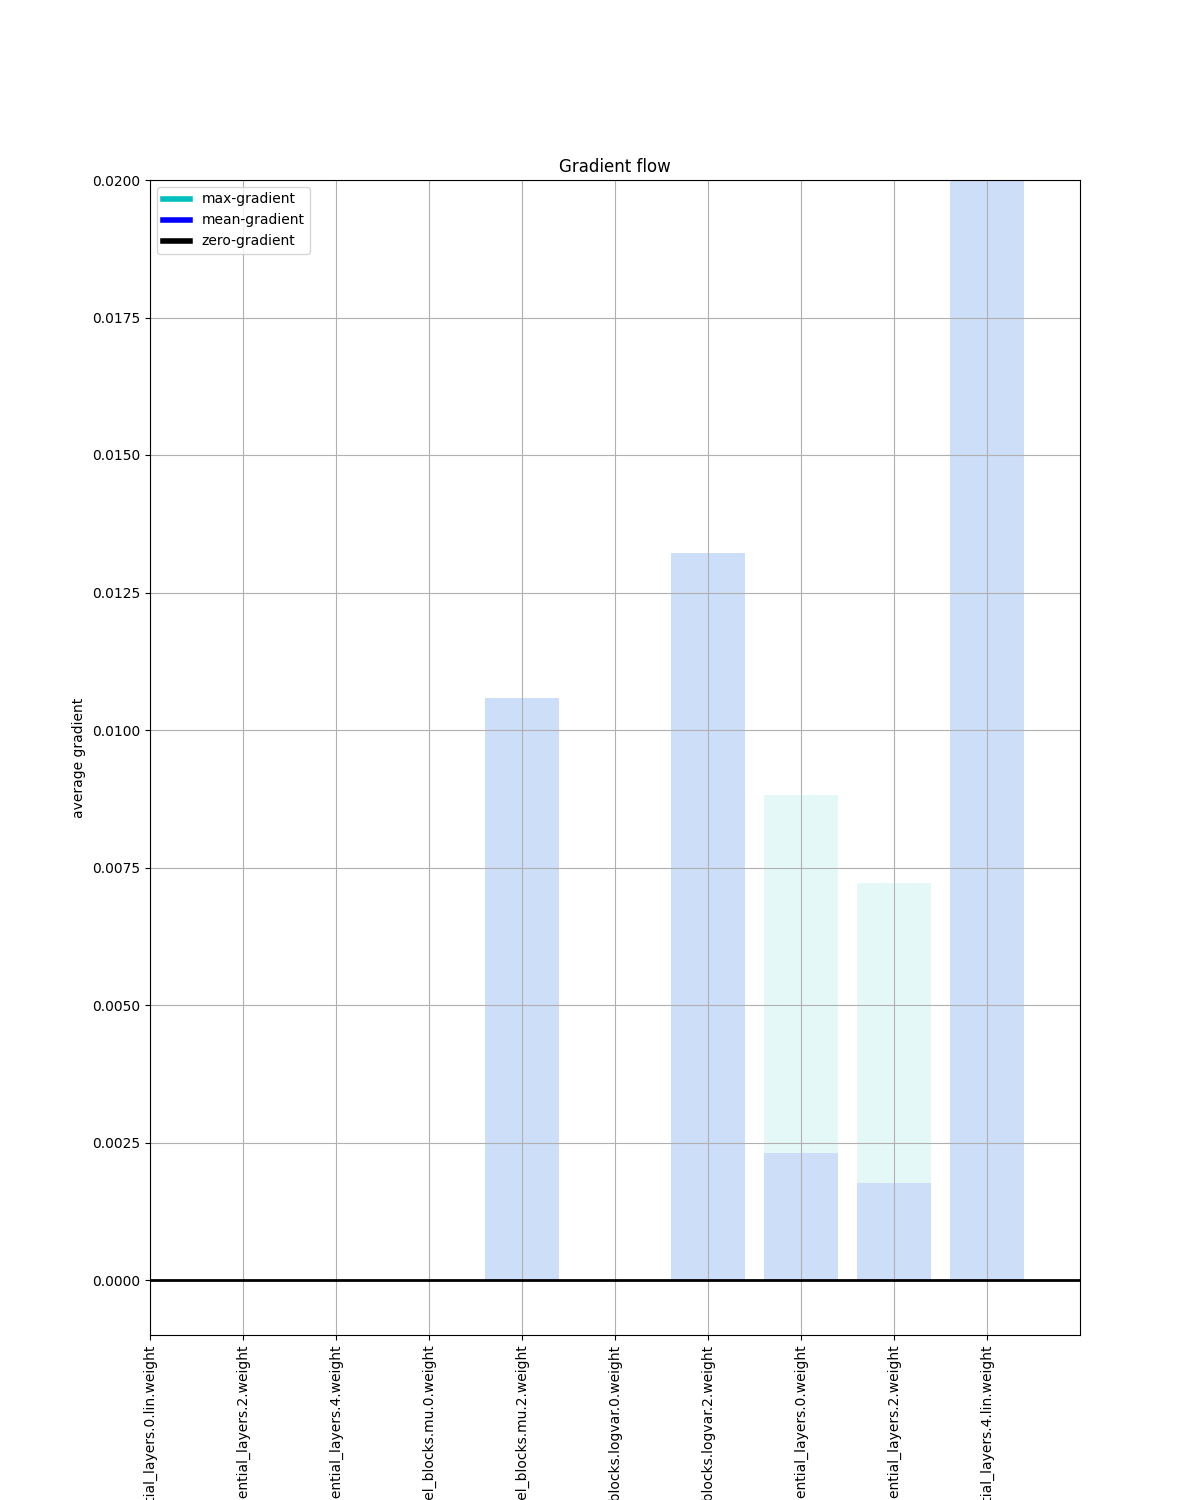 Gradient flow
max-gradient
mean-gradient
zero-gradient
0.0200
0.0175
0.0150
0.0125
0.0100
0.0075
0.0050
0.0025
0.0000
average gradient
tial_layers.0.lin.weight
ential_layers.2.weight
ential_layers.4.weight
el_blocks.mu.0.weight
el_blocks.mu.2.weight
blocks.logvar.0.weight
blocks.logvar.2.weight
ential_layers.0.weight
ential_layers.2.weight
tial_layers.4.lin.weight